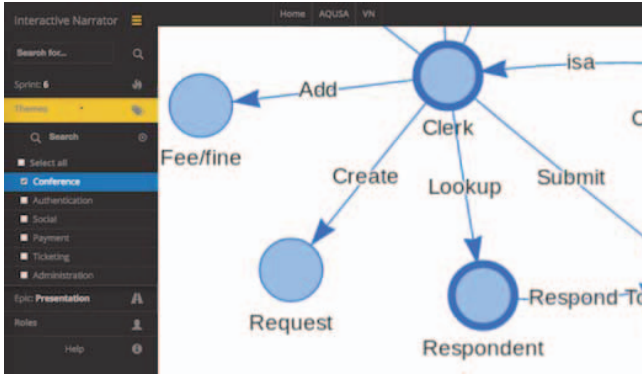 Interactive Narrator
Home AQUSA VN
Search for...
Sprint: 6
Themes
Search
Select all
Conference
Authentication
Social
Payment
Ticketing
Administration
Epic: Presentation
Roles
Help
isa
Add
Clerk
Fee/fine
Create
Lookup
Submit
Request
Respond To
Respondent